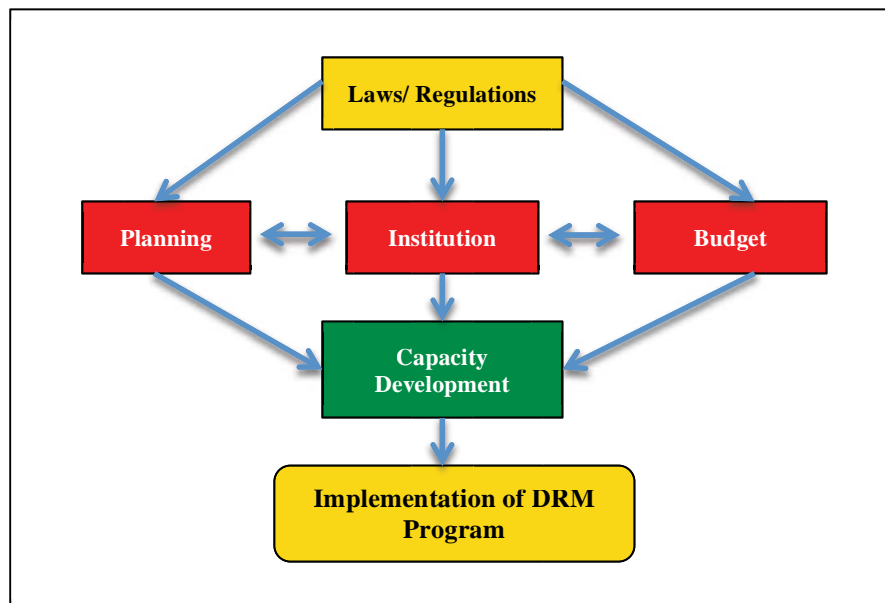 Laws/ Regulations
Planning
Institution
Budget
Capacity
Development
Implementation of DRM
Program